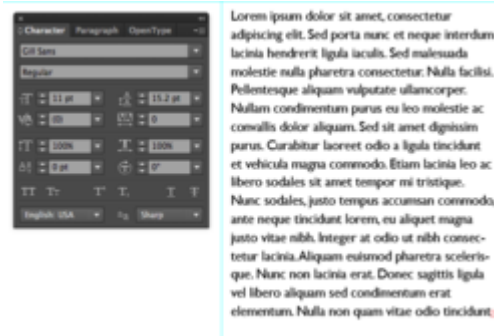 Character Paragraph OpenType
Gill Sans
Regular
11 pt 15.2 pt
(0) 0
100% 100%
0 pt 0°
English: USA Sharp
Lorem ipsum dolor sit amet, consectetur
adipiscing elit. Sed porta nunc et neque interdum
lacinia hendrerit ligula iaculis. Sed malesuada
molestie nulla pharetra consectetur. Nulla facilisi.
Pellentesque aliquam vulputate ullamcorper.
Nullam condimentum purus eu leo molestie ac
convallis dolor aliquam. Sed sit amet dignissim
purus. Curabitur laoreet odio a ligula tincidunt
et vehicula magna commodo. Etiam lacinia leo ac
libero sodales sit amet tempor mi tristique.
Nunc sodales, justo tempus accumsan commodo,
ante neque tincidunt lorem, eu aliquet magna
justo vitae nibh. Integer at odio ut nibh consec-
tetur lacinia. Aliquam euismod pharetra sceleris-
que. Nunc non lacinia erat. Donec sagittis ligula
vel libero aliquam sed condimentum erat
elementum. Nulla non quam vitae odio tincidunt